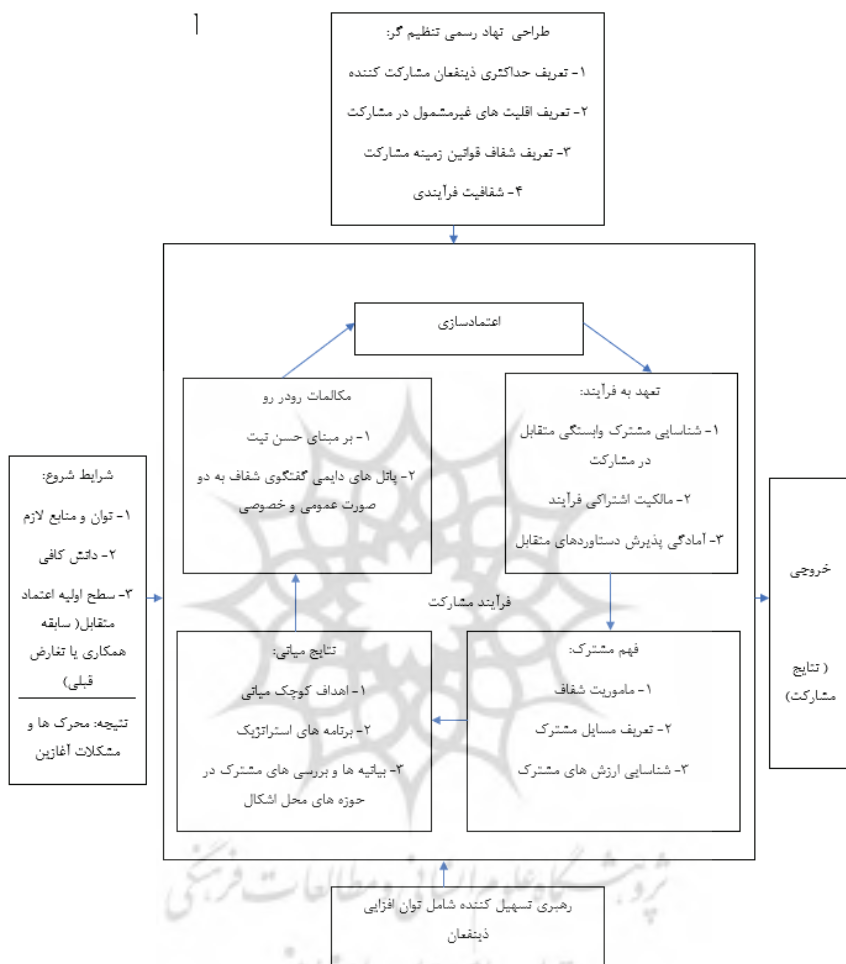 1
طراحی نهاد رسمی تنظیم گر:
۱- تعریف حداکثری ذینفعان مشارکت کننده
۲- تعریف اقلیت های غیرمشمول در مشارکت
۳- تعریف شفاف قوانین زمینه مشارکت
۴- شفافیت فرآیندی
اعتمادسازی
تعهد به فرآیند:
۱- شناسایی مشترک وابستگی متقابل
در مشارکت
۲- مالکیت اشتراکی فرآیند
۳- آمادگی پذیرش دستاوردهای متقابل
مکالمات رودر رو
۱- بر مبنای حسن نیت
۲- پانل های دایمی گفتگوی شفاف به دو
صورت عمومی و خصوصی
شرایط شروع:
۱- توان و منابع لازم
۲- دانش کافی
۳- سطح اولیه اعتماد
متقابل( سابقه
همکاری یا تعارض
قبلی)
نتیجه: محرک ها و
مشکلات آغازین
خروجی
( نتایج
مشارکت)
فرآیند مشارکت
فهم مشترک:
۱- ماموریت شفاف
۲- تعریف مسایل مشترک
۳- شناسایی ارزش های مشترک
نتایج میانی:
۱- اهداف کوچک میانی
۲- برنامه های استراتژیک
۳- بیانیه ها و بررسی های مشترک در
حوزه های محل اشکال
پژوهشگاه علوم انسانی و مطالعات فرهنگی
رهبری تسهیل کننده شامل توان افزایی
ذینفعان